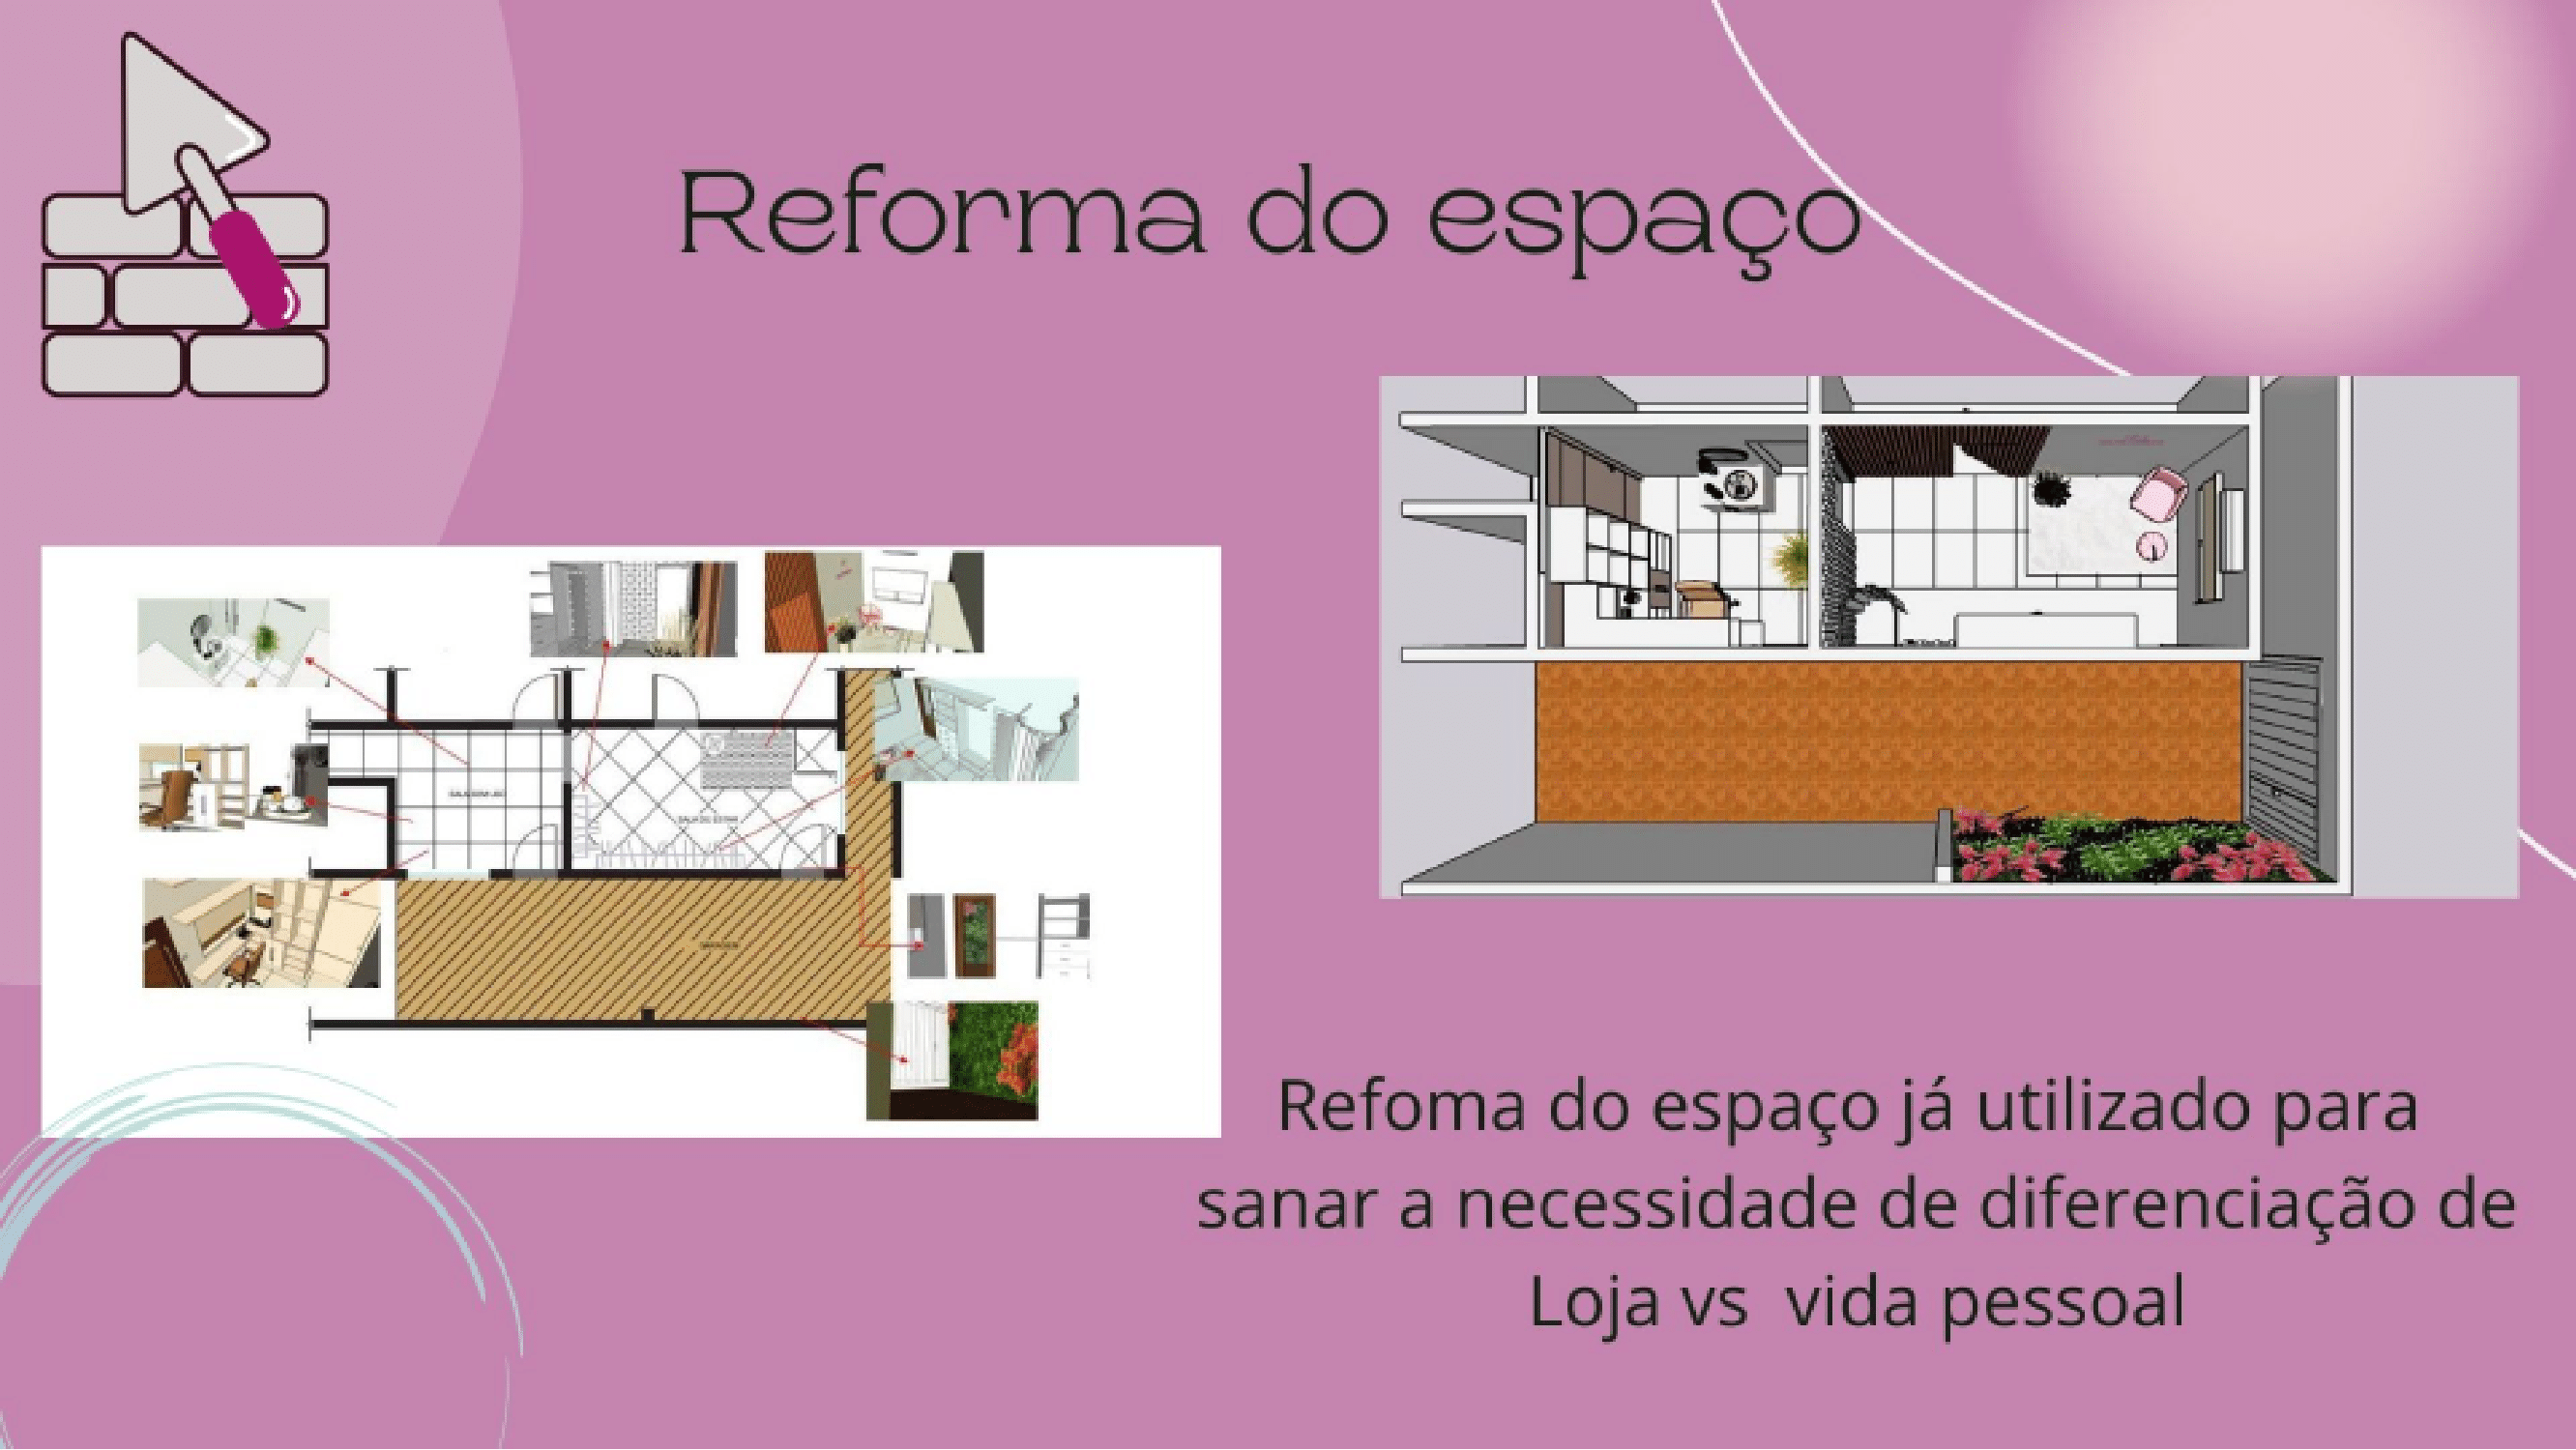 Reforma do espaço
Refoma do espaço já utilizado para
sanar a necessidade de diferenciação de
Loja vs  vida pessoal